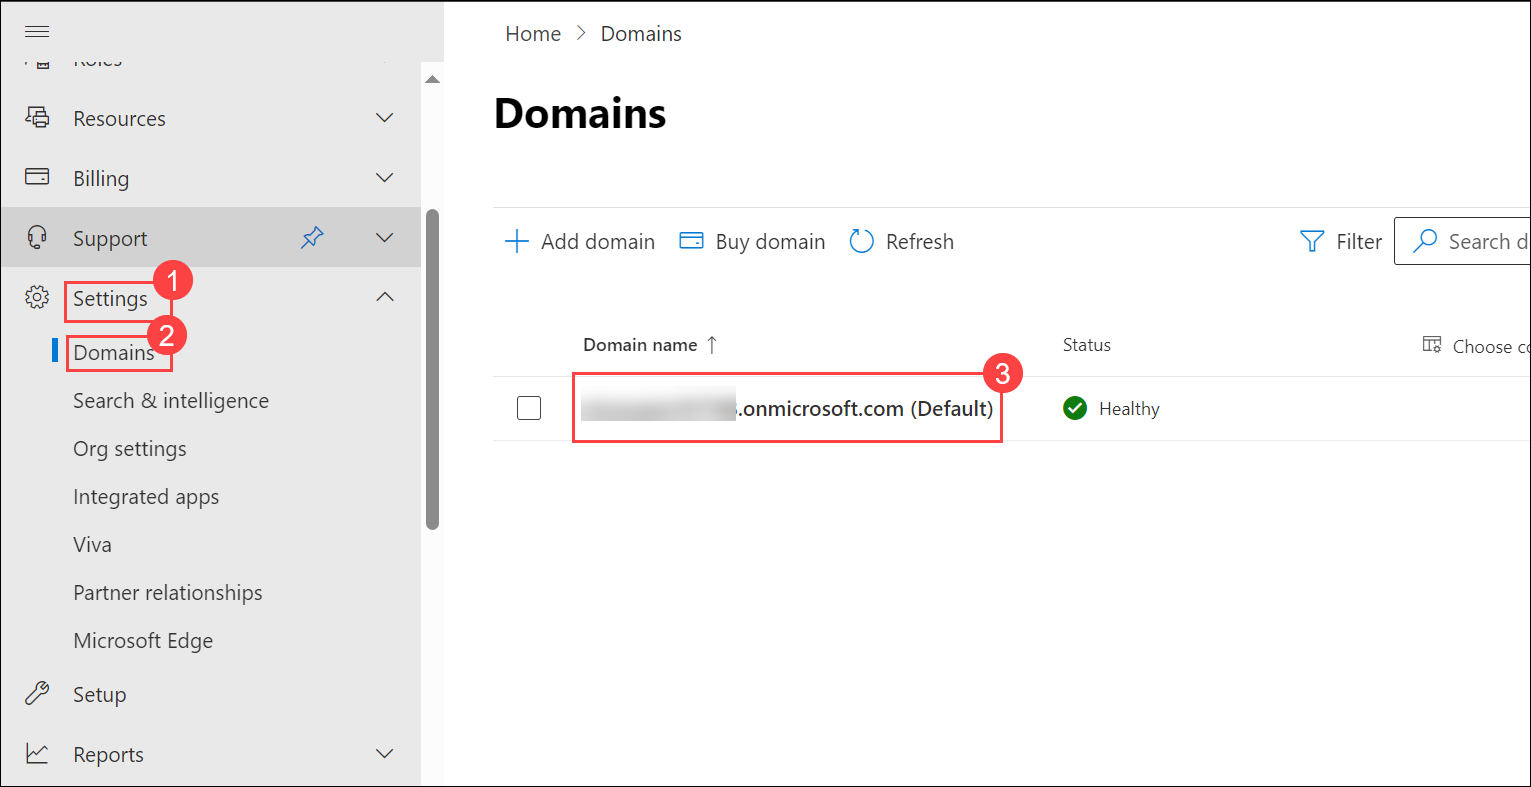 Home > Domains
Roles
Resources
Billing
Support
Settings
1
Domains
2
Search & intelligence
Org settings
Integrated apps
Viva
Partner relationships
Microsoft Edge
Setup
Reports
Domains
Add domain
Buy domain
Refresh
Filter
Search d
Domain name ↑
Status
Choose co
3
.onmicrosoft.com (Default)
Healthy